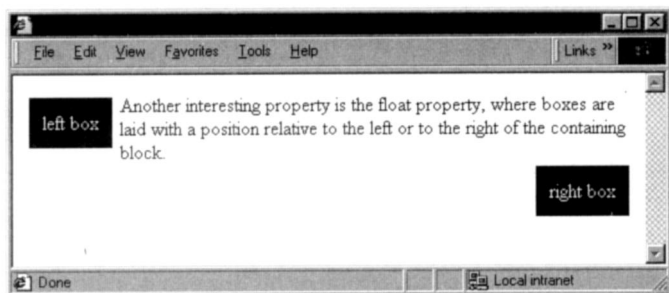 File Edit View Favorites Tools Help Links »
left box
Another interesting property is the float property, where boxes are
laid with a position relative to the left or to the right of the containing
block.
right box
Done Local intranet